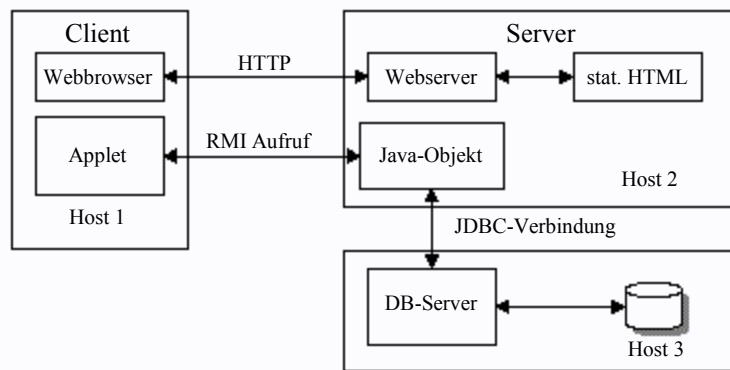 Client
Server
Webbrowser
HTTP
Webserver
stat. HTML
Applet
RMI Aufruf
Java-Objekt
Host 1
Host 2
JDBC-Verbindung
DB-Server
Host 3